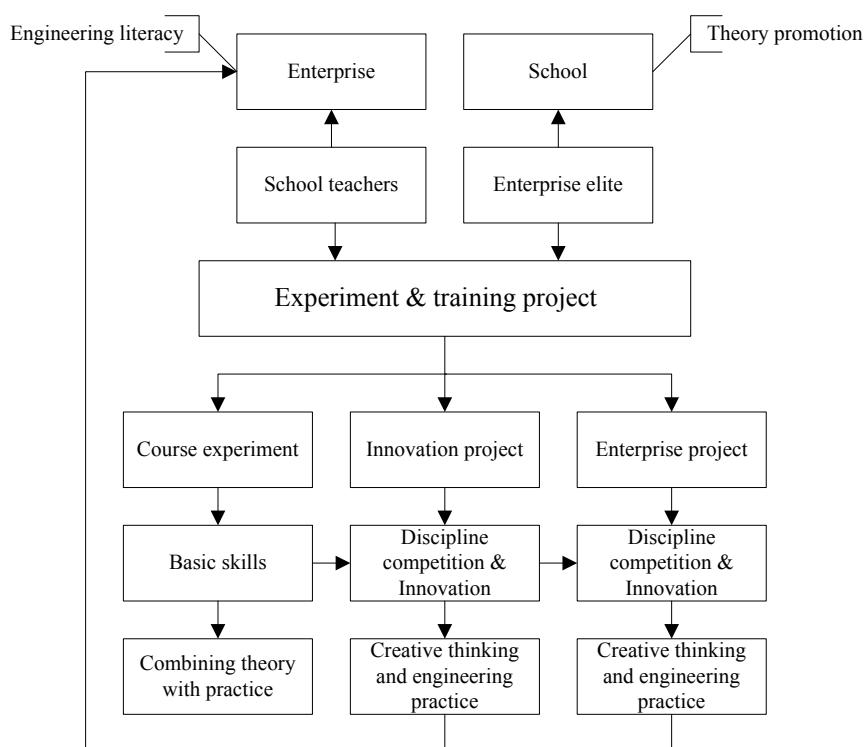 Engineering literacy
Theory promotion
Enterprise
School
School teachers
Enterprise elite
Experiment & training project
Course experiment
Innovation project
Enterprise project
Basic skills
Discipline
competition &
Innovation
Discipline
competition &
Innovation
Combining theory
with practice
Creative thinking
and engineering
practice
Creative thinking
and engineering
practice